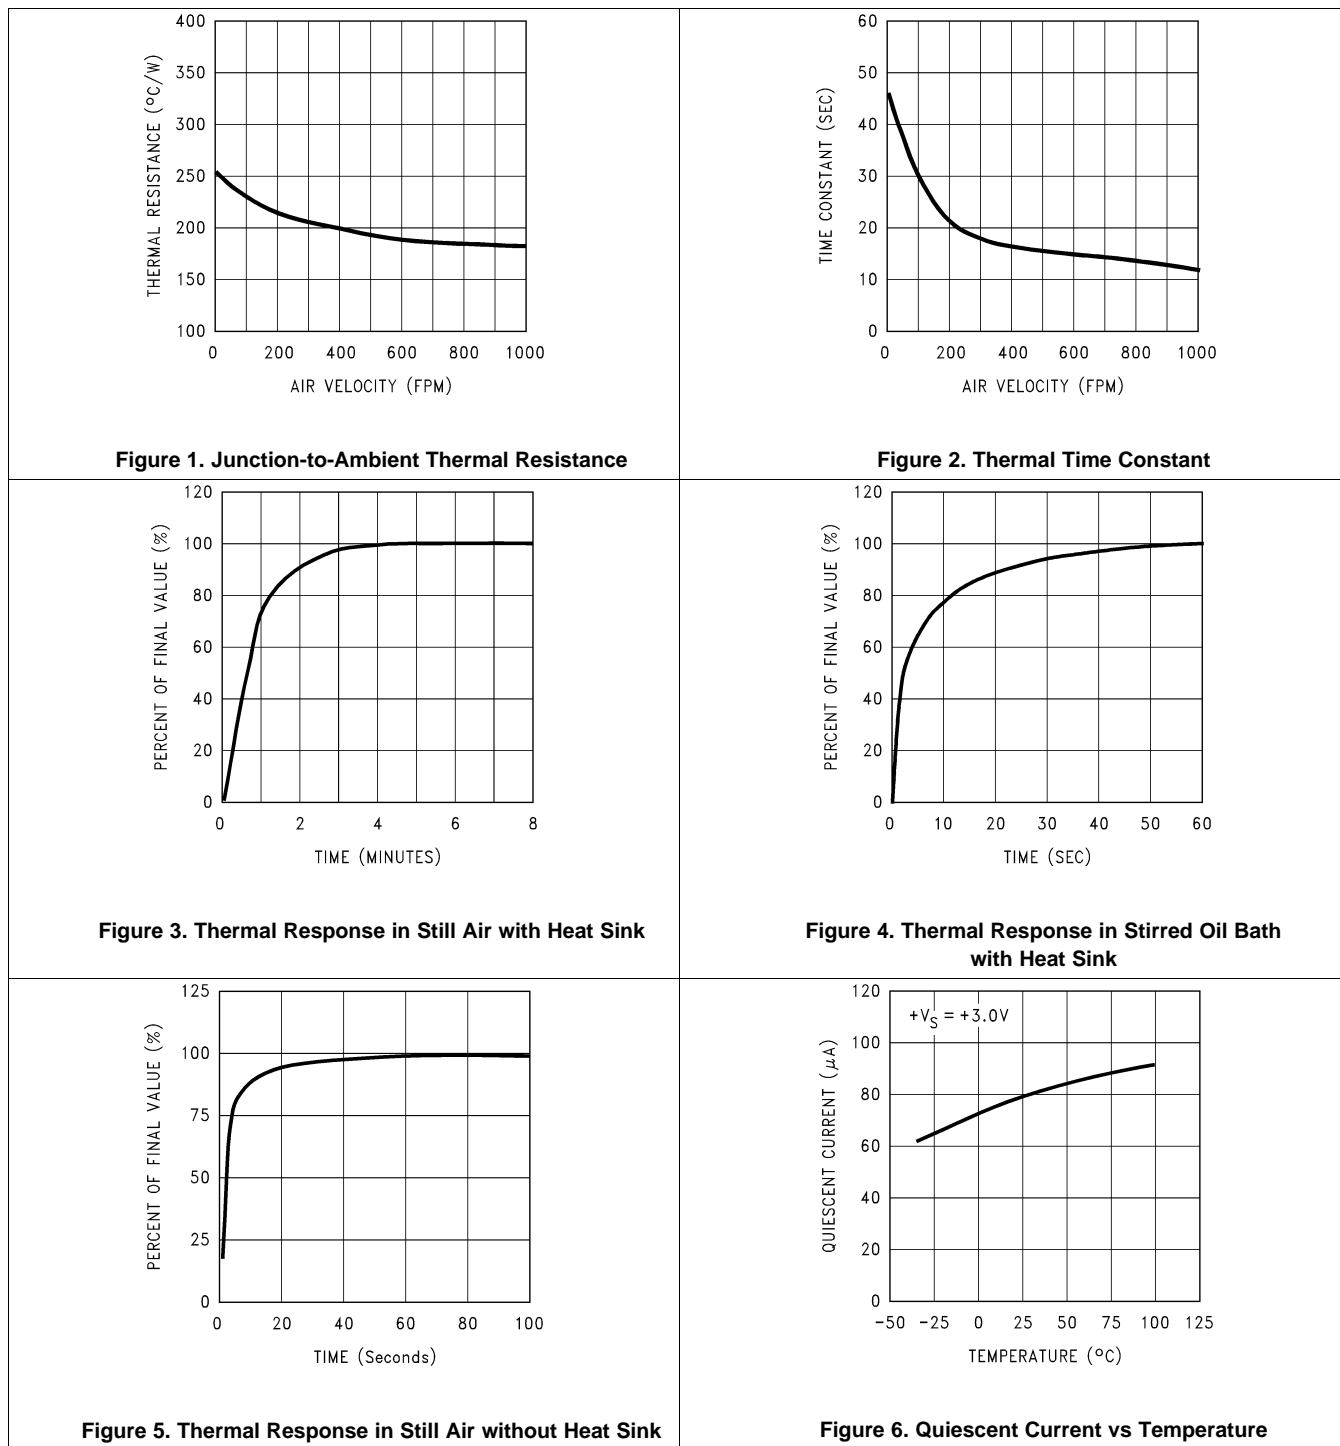 400
350
300
250
200
150
100
THERMAL RESISTANCE (°C/W)
0 200 400 600 800 1000
AIR VELOCITY (FPM)
Figure 1. Junction-to-Ambient Thermal Resistance
60
50
40
30
20
10
0
TIME CONSTANT (SEC)
0 200 400 600 800 1000
AIR VELOCITY (FPM)
Figure 2. Thermal Time Constant
120
100
80
60
40
20
0
PERCENT OF FINAL VALUE (%)
0 2 4 6 8
TIME (MINUTES)
Figure 3. Thermal Response in Still Air with Heat Sink
120
100
80
60
40
20
0
PERCENT OF FINAL VALUE (%)
0 10 20 30 40 50 60
TIME (SEC)
Figure 4. Thermal Response in Stirred Oil Bath
with Heat Sink
125
100
75
50
25
0
PERCENT OF FINAL VALUE (%)
0 20 40 60 80 100
TIME (Seconds)
Figure 5. Thermal Response in Still Air without Heat Sink
120
100
80
60
40
20
0
QUIESCENT CURRENT (μA)
+VS = +3.0V
−50 −25 0 25 50 75 100 125
TEMPERATURE (°C)
Figure 6. Quiescent Current vs Temperature